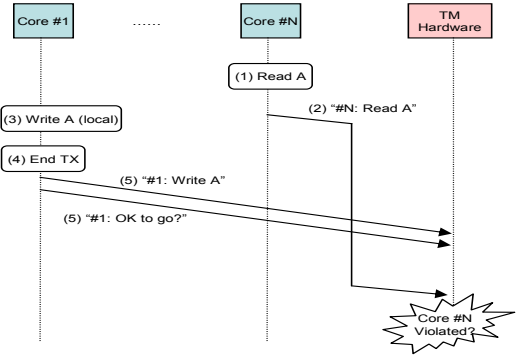 Core #1
......
Core #N
TM
Hardware
(1) Read A
(2) “#N: Read A”
(3) Write A (local)
(4) End TX
(5) “#1: Write A”
(5) “#1: OK to go?”
Core #N
Violated?